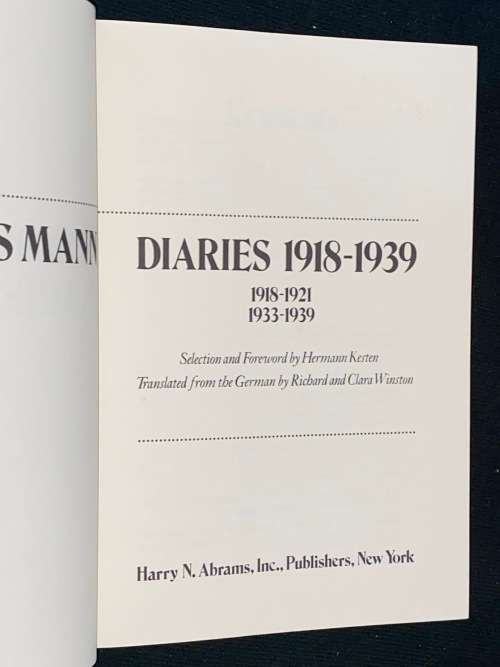 S MANN DIARIES 1918-1939
1918-1921
1933-1939
Selection and Foreword by Hermann Kesten
Translated from the German by Richard and Clara Winston
Harry N. Abrams, Inc., Publishers, New York